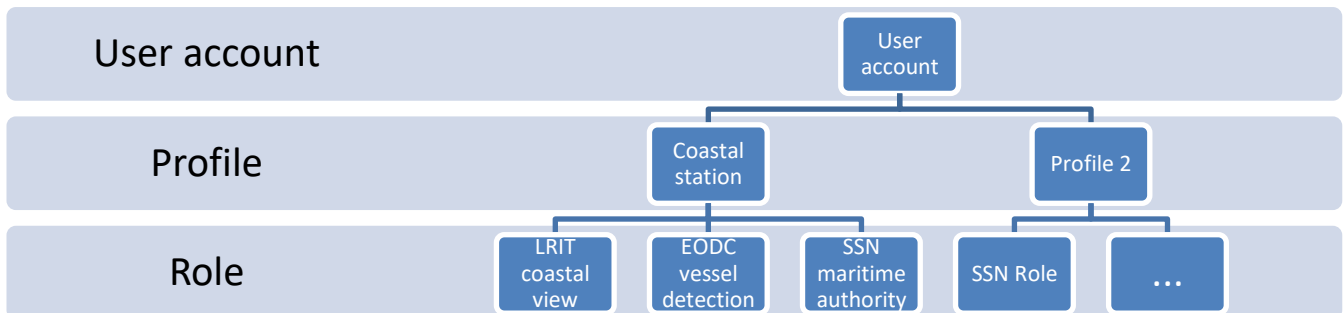 User account
User
account
Profile
Coastal
station
Profile 2
Role
LRIT
coastal
view
EODC
vessel
detection
SSN
maritime
authority
SSN Role
...